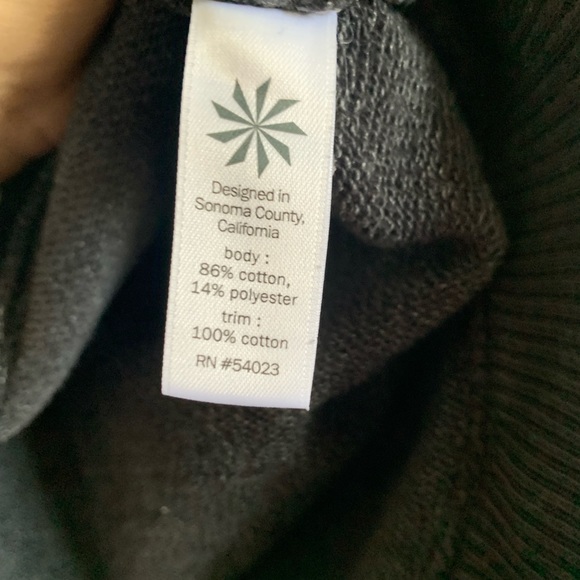 Designed in
Sonoma County,
California
body :
86% cotton,
14% polyester
trim :
100% cotton
RN #54023